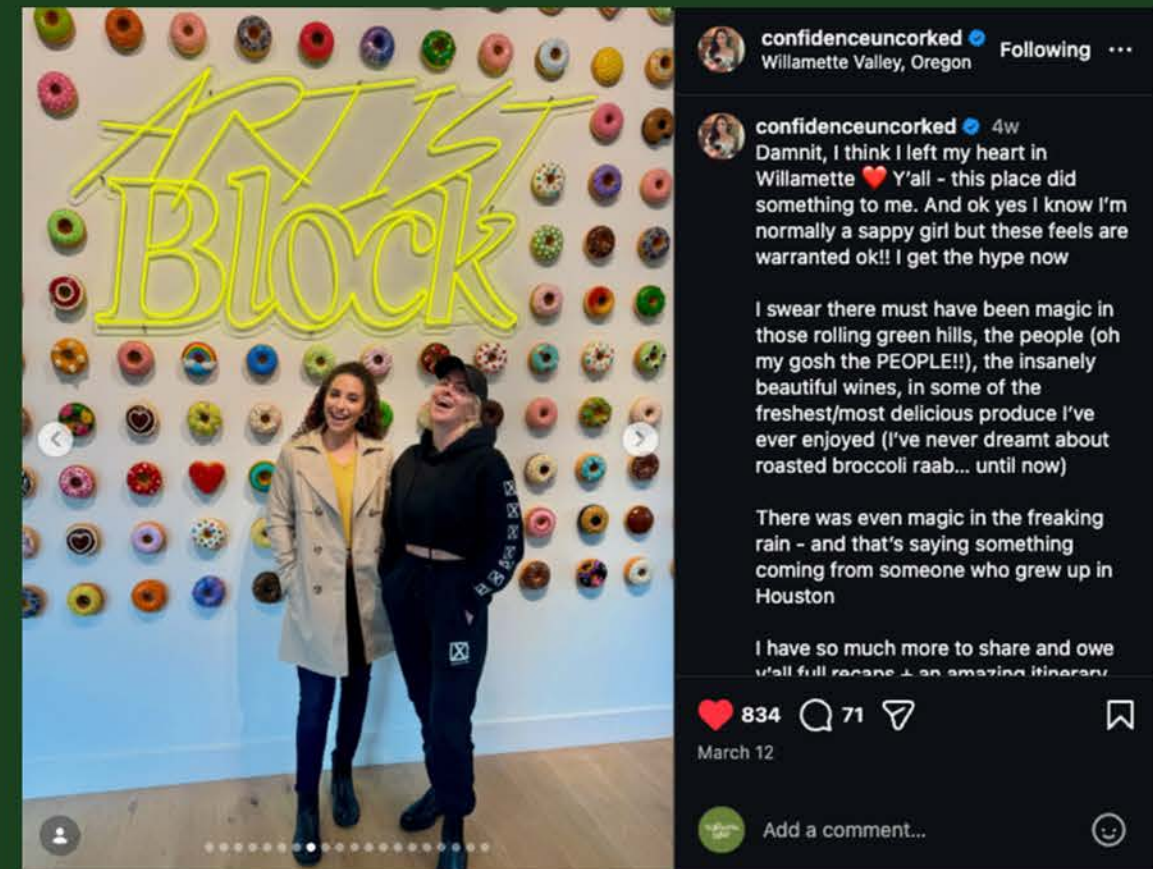 ARTIST
Block
confidenceuncorked
Willamette Valley, Oregon
Following
confidenceuncorked 4w
Damnit, I think I left my heart in
Willamette ❤️ Y'all - this place did
something to me. And ok yes I know I'm
normally a sappy girl but these feels are
warranted ok!! I get the hype now
I swear there must have been magic in
those rolling green hills, the people (oh
my gosh the PEOPLE!!), the insanely
beautiful wines, in some of the
freshest/most delicious produce I've
ever enjoyed (I've never dreamt about
roasted broccoli raab... until now)
There was even magic in the freaking
rain - and that's saying something
coming from someone who grew up in
Houston
I have so much more to share and owe
y'all full recaps + an amazing itinerary
834 71
March 12
Add a comment...